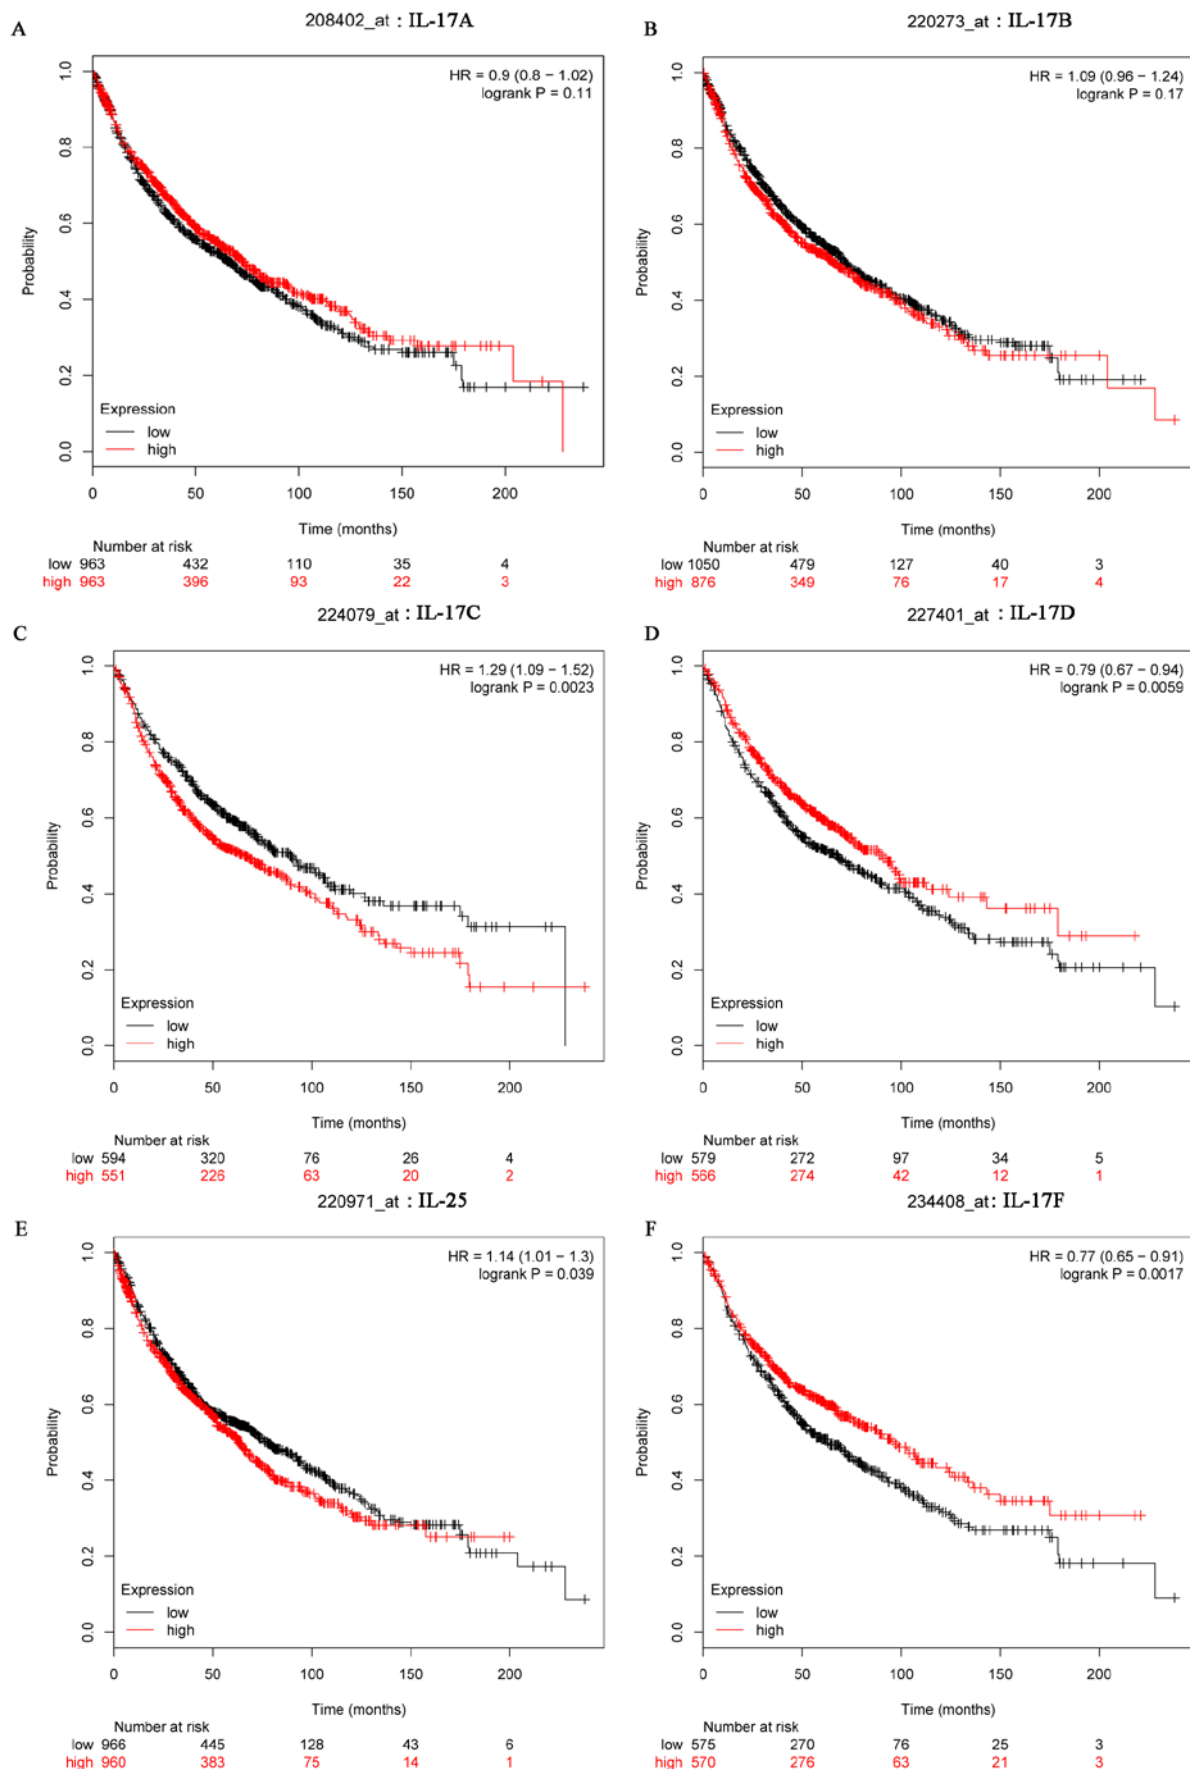 A
208402_at : IL-17A
HR = 0.9 (0.8 – 1.02)
logrank P = 0.11
Probability
1.0
0.8
0.6
0.4
0.2
0.0
Expression
low
high
0 50 100 150 200
Time (months)
Number at risk
low 963 432 110 35 4
high 963 396 93 22 3
B
220273_at : IL-17B
HR = 1.09 (0.96 – 1.24)
logrank P = 0.17
Probability
1.0
0.8
0.6
0.4
0.2
0.0
Expression
low
high
0 50 100 150 200
Time (months)
Number at risk
low 1050 479 127 40 3
high 876 349 76 17 4
C
224079_at : IL-17C
HR = 1.29 (1.09 – 1.52)
logrank P = 0.0023
Probability
1.0
0.8
0.6
0.4
0.2
0.0
Expression
low
high
0 50 100 150 200
Time (months)
Number at risk
low 594 320 76 26 4
high 551 226 63 20 2
D
227401_at : IL-17D
HR = 0.79 (0.67 – 0.94)
logrank P = 0.0059
Probability
1.0
0.8
0.6
0.4
0.2
0.0
Expression
low
high
0 50 100 150 200
Time (months)
Number at risk
low 579 272 97 34 5
high 566 274 42 12 1
E
220971_at : IL-25
HR = 1.14 (1.01 – 1.3)
logrank P = 0.039
Probability
1.0
0.8
0.6
0.4
0.2
0.0
Expression
low
high
0 50 100 150 200
Time (months)
Number at risk
low 966 445 128 43 6
high 960 383 75 14 1
F
234408_at: IL-17F
HR = 0.77 (0.65 – 0.91)
logrank P = 0.0017
Probability
1.0
0.8
0.6
0.4
0.2
0.0
Expression
low
high
0 50 100 150 200
Time (months)
Number at risk
low 575 270 76 25 3
high 570 276 63 21 3